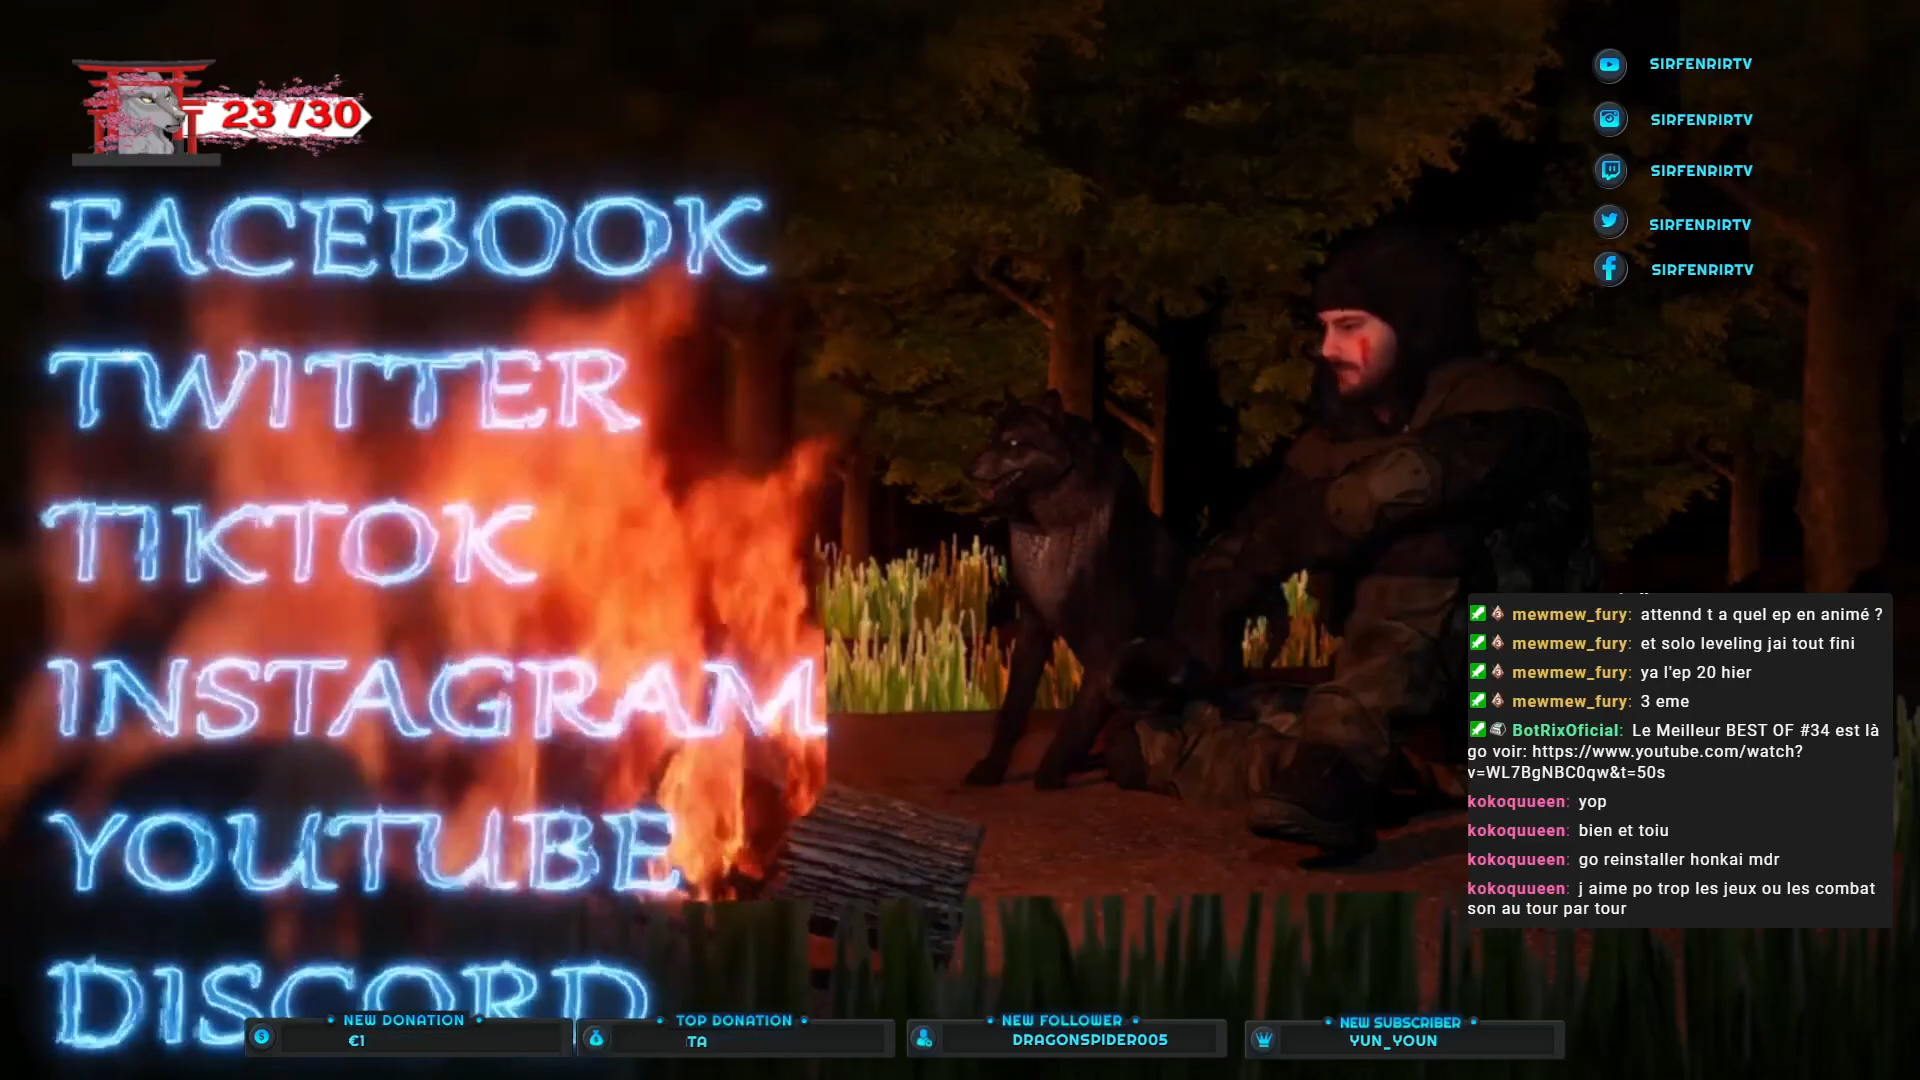 23 /30
SIRFENRIRTV
SIRFENRIRTV
SIRFENRIRTV
SIRFENRIRTV
SIRFENRIRTV
FACEBOOK
TWITTER
TIKTOK
INSTAGRAM
YOUTUBE
DISCORD
mewmew_fury: attennd t a quel ep en animé ?
mewmew_fury: et solo leveling jai tout fini
mewmew_fury: ya l'ep 20 hier
mewmew_fury: 3 eme
BotRixOficial: Le Meilleur BEST OF #34 est là
go voir: https://www.youtube.com/watch?
v=WL7BgNBC0qw&t=50s
kokoquueen: yop
kokoquueen: bien et toiu
kokoquueen: go reinstaller honkai mdr
kokoquueen: j aime po trop les jeux ou les combat
son au tour par tour
NEW DONATION
€1
TOP DONATION
TA
NEW FOLLOWER
DRAGONSPIDER005
NEW SUBSCRIBER
YUN_YOUN